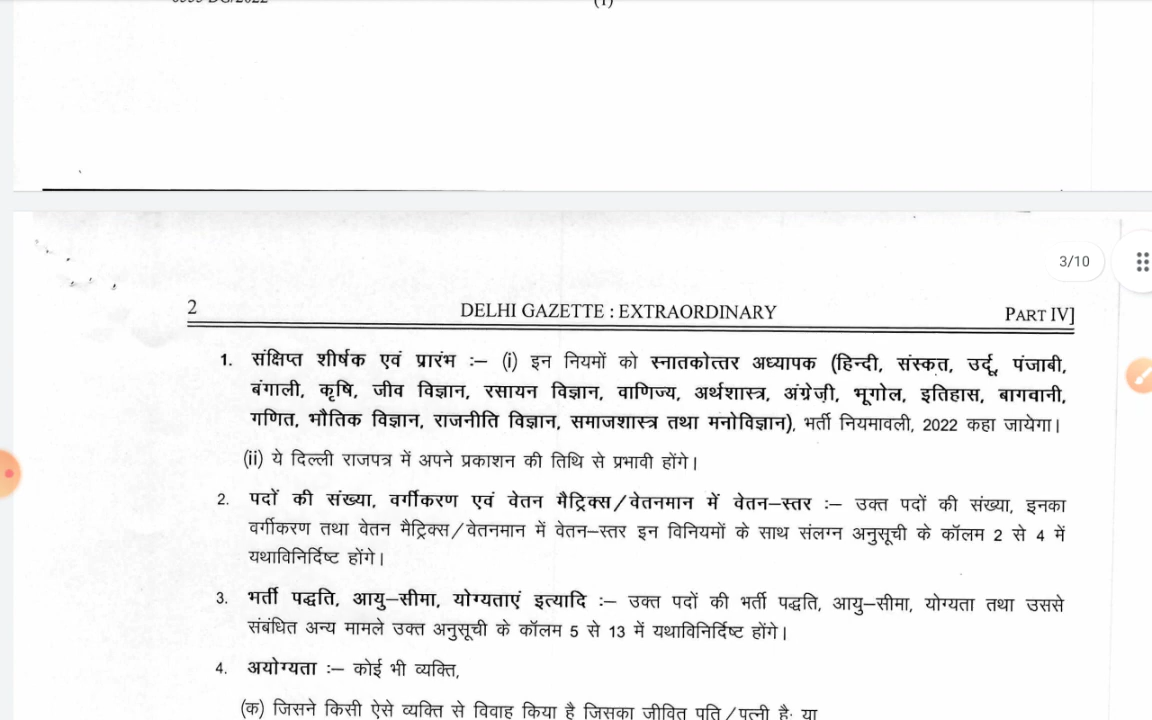 (1)
3/10
2 DELHI GAZETTE : EXTRAORDINARY PART IV]
1. संक्षिप्त शीर्षक एवं प्रारंभ :– (i) इन नियमों को स्नातकोत्तर अध्यापक (हिन्दी, संस्कृत, उर्दू, पंजाबी,
बंगाली, कृषि, जीव विज्ञान, रसायन विज्ञान, वाणिज्य, अर्थशास्त्र, अंग्रेज़ी, भूगोल, इतिहास, बागवानी,
गणित, भौतिक विज्ञान, राजनीति विज्ञान, समाजशास्त्र तथा मनोविज्ञान), भर्ती नियमावली, 2022 कहा जायेगा।
(ii) ये दिल्ली राजपत्र में अपने प्रकाशन की तिथि से प्रभावी होंगे।
2. पदों की संख्या, वर्गीकरण एवं वेतन मैट्रिक्स/वेतनमान में वेतन–स्तर :– उक्त पदों की संख्या, इनका
वर्गीकरण तथा वेतन मैट्रिक्स/वेतनमान में वेतन–स्तर इन विनियमों के साथ संलग्न अनुसूची के कॉलम 2 से 4 में
यथाविनिर्दिष्ट होंगे।
3. भर्ती पद्धति, आयु–सीमा, योग्यताएं इत्यादि :– उक्त पदों की भर्ती पद्धति, आयु–सीमा, योग्यता तथा उससे
संबंधित अन्य मामले उक्त अनुसूची के कॉलम 5 से 13 में यथाविनिर्दिष्ट होंगे।
4. अयोग्यता :– कोई भी व्यक्ति,
(क) जिसने किसी ऐसे व्यक्ति से विवाह किया है जिसका जीवित पति/पत्नी है; या